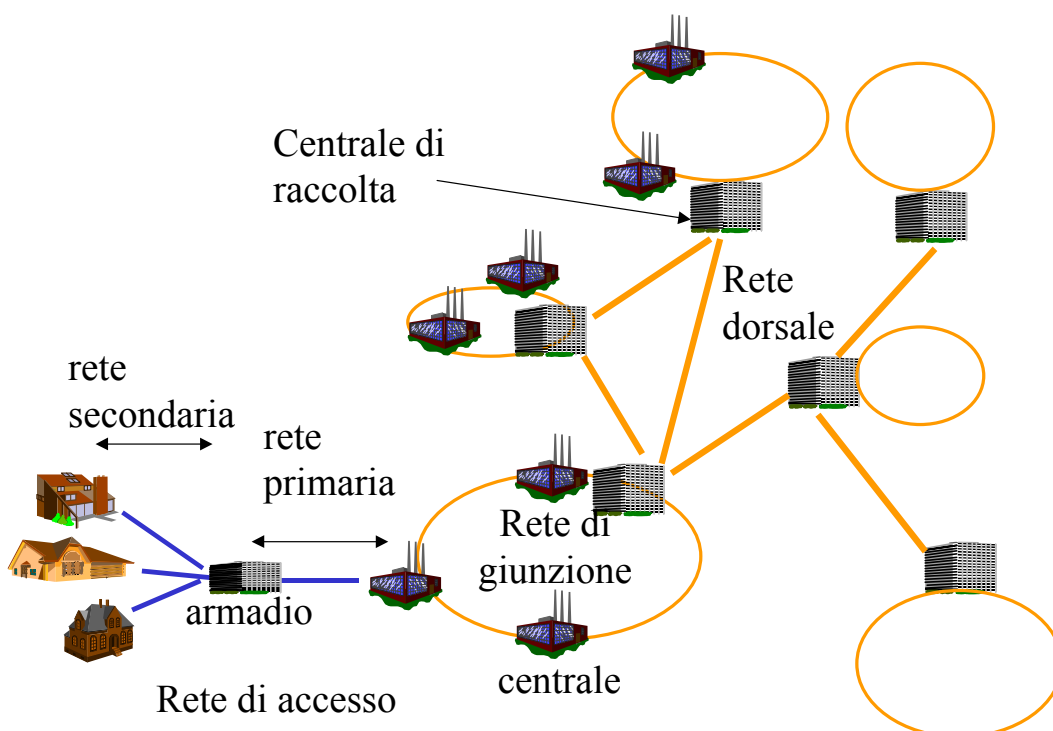 Centrale di
raccolta
Rete
dorsale
rete
secondaria
rete
primaria
Rete di
giunzione
armadio
centrale
Rete di accesso